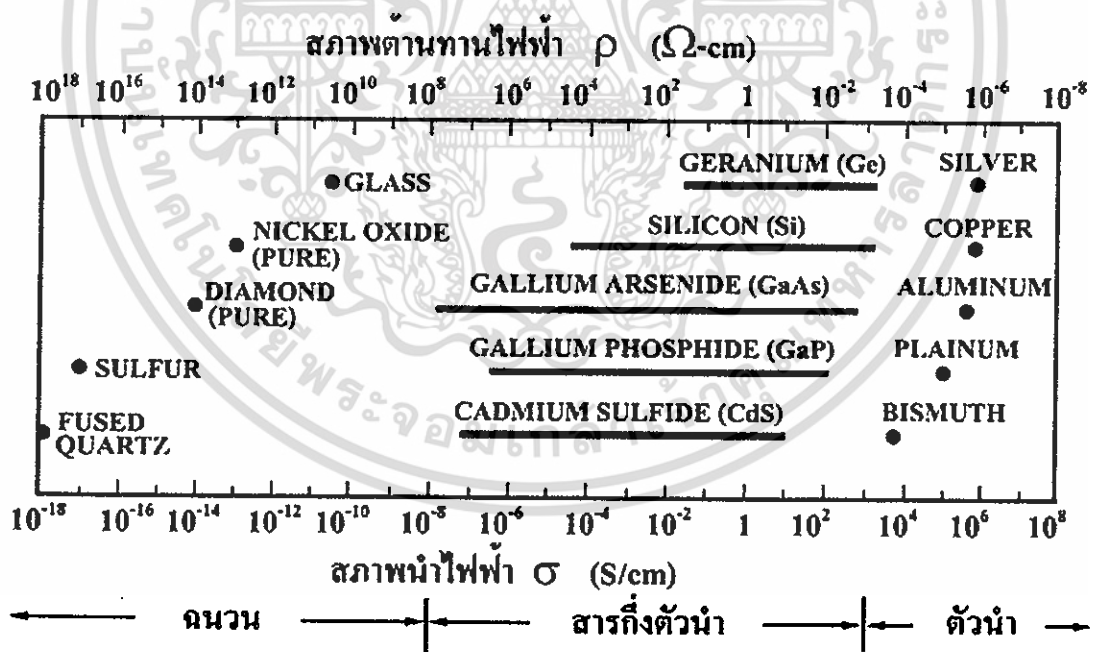 สภาพต้านทานไฟฟ้า ρ (Ω-cm)
10¹⁸ 10¹⁶ 10¹⁴ 10¹² 10¹⁰ 10⁸ 10⁶ 10⁴ 10² 1 10⁻² 10⁻⁴ 10⁻⁶ 10⁻⁸
GERANIUM (Ge) SILVER
GLASS
SILICON (Si) COPPER
NICKEL OXIDE
(PURE)
GALLIUM ARSENIDE (GaAs) ALUMINUM
DIAMOND
(PURE)
GALLIUM PHOSPHIDE (GaP) PLAINUM
SULFUR
CADMIUM SULFIDE (CdS) BISMUTH
FUSED
QUARTZ
10⁻¹⁸ 10⁻¹⁶ 10⁻¹⁴ 10⁻¹² 10⁻¹⁰ 10⁻⁸ 10⁻⁶ 10⁻⁴ 10⁻² 1 10² 10⁴ 10⁶ 10⁸
สภาพนำไฟฟ้า σ (S/cm)
ฉนวน สารกึ่งตัวนำ ตัวนำ